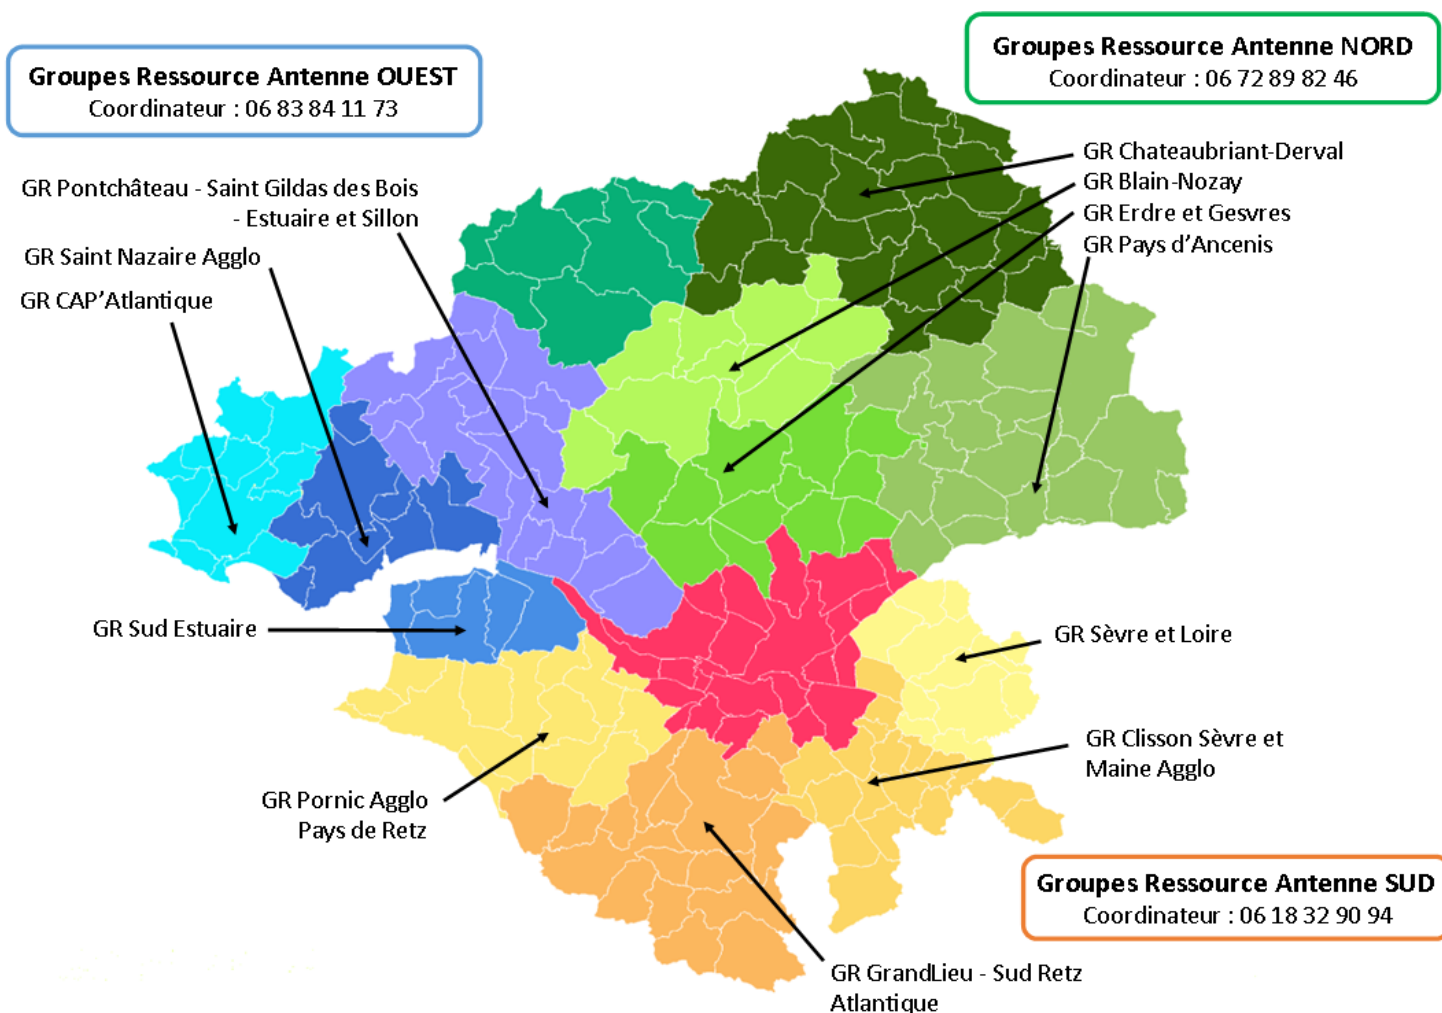 Groupes Ressource Antenne OUEST
Coordinateur : 06 83 84 11 73
Groupes Ressource Antenne NORD
Coordinateur : 06 72 89 82 46
GR Chateaubriant-Derval
GR Blain-Nozay
GR Erdre et Gesvres
GR Pays d'Ancenis
GR Pontchâteau - Saint Gildas des Bois
- Estuaire et Sillon
GR Saint Nazaire Agglo
GR CAP'Atlantique
GR Sud Estuaire
GR Sèvre et Loire
GR Clisson Sèvre et
Maine Agglo
GR Pornic Agglo
Pays de Retz
Groupes Ressource Antenne SUD
Coordinateur : 06 18 32 90 94
GR GrandLieu - Sud Retz
Atlantique